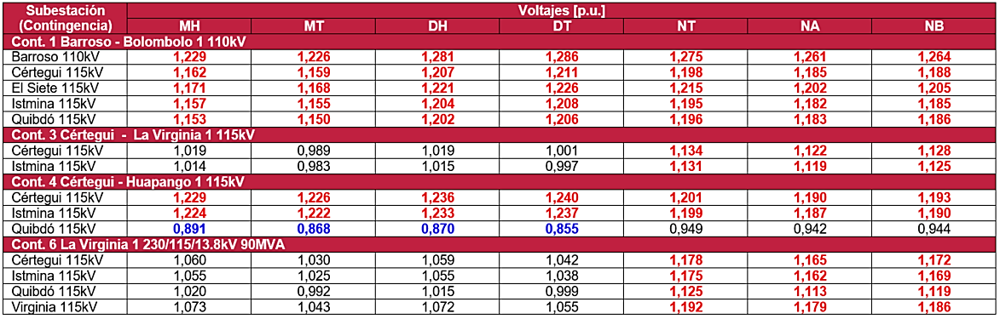 Subestación (Contingencia) Voltajes [p.u.]
MH MT DH DT NT NA NB
Cont. 1 Barroso - Bolombolo 1 110kV
Barroso 110kV 1,229 1,226 1,281 1,286 1,275 1,261 1,264
Cértegui 115kV 1,162 1,159 1,207 1,211 1,198 1,185 1,188
El Siete 115kV 1,171 1,168 1,221 1,226 1,215 1,202 1,205
Istmina 115kV 1,157 1,155 1,204 1,208 1,195 1,182 1,185
Quibdó 115kV 1,153 1,150 1,202 1,206 1,196 1,183 1,186
Cont. 3 Cértegui - La Virginia 1 115kV
Cértegui 115kV 1,019 0,989 1,019 1,001 1,134 1,122 1,128
Istmina 115kV 1,014 0,983 1,015 0,997 1,131 1,119 1,125
Cont. 4 Cértegui - Huapango 1 115kV
Cértegui 115kV 1,229 1,226 1,236 1,240 1,201 1,190 1,193
Istmina 115kV 1,224 1,222 1,233 1,237 1,199 1,187 1,190
Quibdó 115kV 0,891 0,868 0,870 0,855 0,949 0,942 0,944
Cont. 6 La Virginia 1 230/115/13.8kV 90MVA
Cértegui 115kV 1,060 1,030 1,059 1,042 1,178 1,165 1,172
Istmina 115kV 1,055 1,025 1,055 1,038 1,175 1,162 1,169
Quibdó 115kV 1,020 0,992 1,015 0,999 1,125 1,113 1,119
Virginia 115kV 1,073 1,043 1,072 1,055 1,192 1,179 1,186